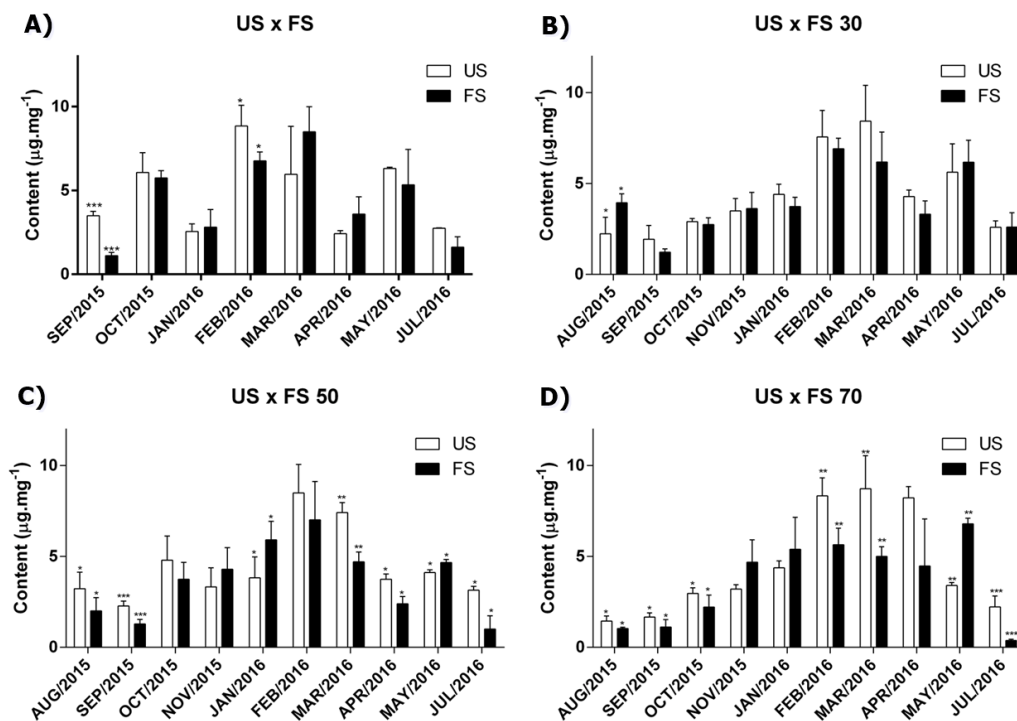 A)
US x FS
US
FS
Content (µg.mg⁻¹)
10
5
0
***
***
*
*
SEP/2015
OCT/2015
JAN/2016
FEB/2016
MAR/2016
APR/2016
MAY/2016
JUL/2016
B)
US x FS 30
US
FS
Content (µg.mg⁻¹)
10
5
0
*
*
AUG/2015
SEP/2015
OCT/2015
NOV/2015
JAN/2016
FEB/2016
MAR/2016
APR/2016
MAY/2016
JUL/2016
C)
US x FS 50
US
FS
Content (µg.mg⁻¹)
10
5
0
*
*
***
***
*
*
**
**
*
*
*
*
*
*
AUG/2015
SEP/2015
OCT/2015
NOV/2015
JAN/2016
FEB/2016
MAR/2016
APR/2016
MAY/2016
JUL/2016
D)
US x FS 70
US
FS
Content (µg.mg⁻¹)
10
5
0
*
*
*
*
*
*
**
**
**
**
**
**
***
***
AUG/2015
SEP/2015
OCT/2015
NOV/2015
JAN/2016
FEB/2016
MAR/2016
APR/2016
MAY/2016
JUL/2016